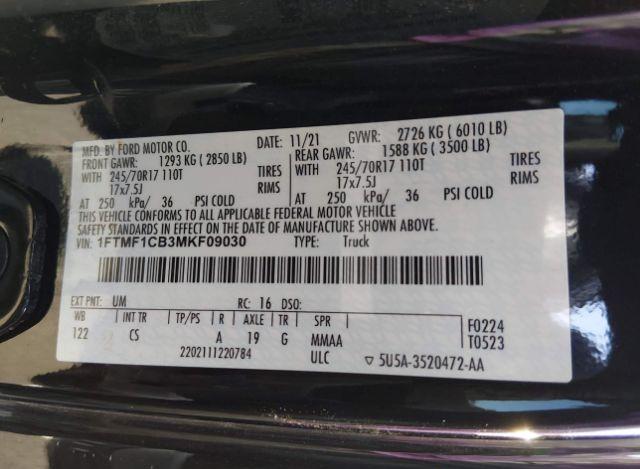 MFD. BY FORD MOTOR CO. DATE: 11/21 GVWR: 2726 KG ( 6010 LB)
FRONT GAWR: 1293 KG ( 2850 LB) REAR GAWR: 1588 KG ( 3500 LB)
WITH 245/70R17 110T TIRES WITH 245/70R17 110T TIRES
17x7.5J RIMS 17x7.5J RIMS
AT 250 kPa/ 36 PSI COLD AT 250 kPa/ 36 PSI COLD
THIS VEHICLE CONFORMS TO ALL APPLICABLE FEDERAL MOTOR VEHICLE
SAFETY STANDARDS IN EFFECT ON THE DATE OF MANUFACTURE SHOWN ABOVE.
VIN: 1FTMF1CB3MKF09030 TYPE: Truck
EXT PNT: UM RC: 16 DSO:
WB INT TR TP/PS R AXLE TR SPR F0224
122 CS A 19 G MMAA T0523
2202111220784 ULC ▽ 5U5A-3520472-AA